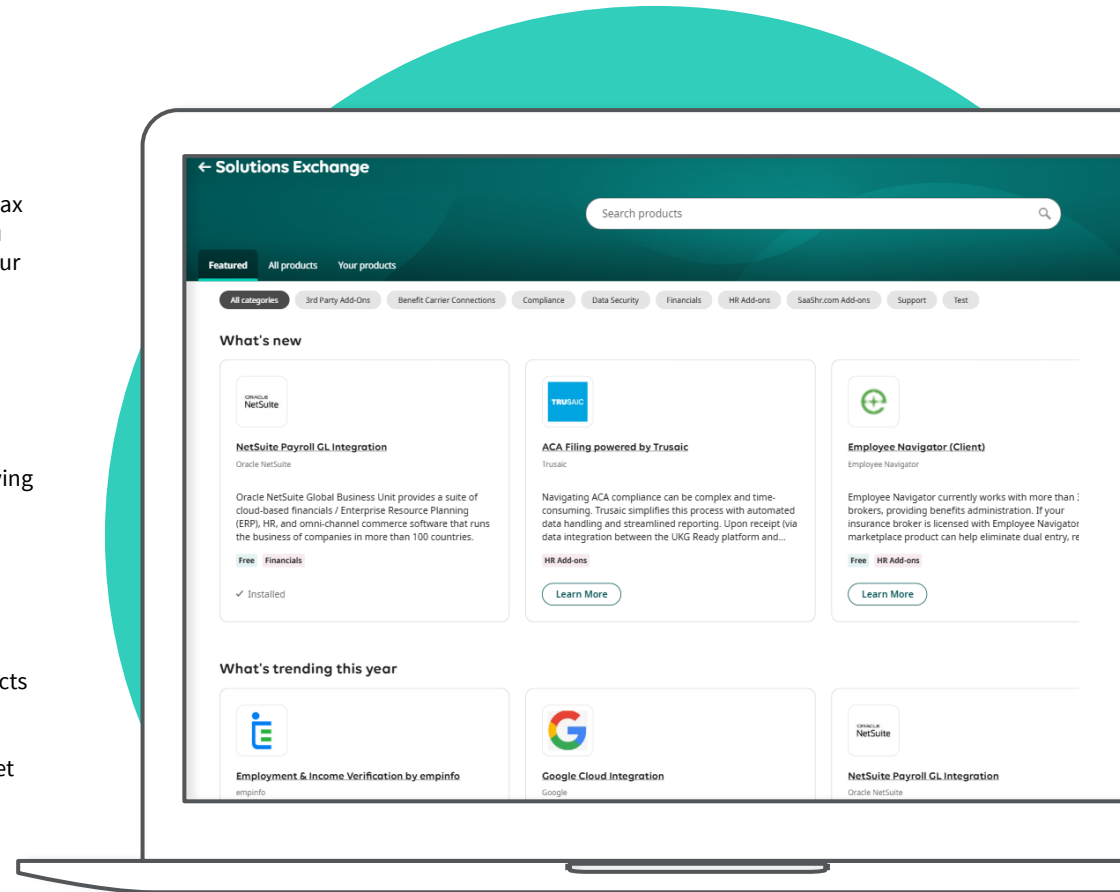 ax
ur
ving
cts
et
← Solutions Exchange
Search products
Featured All products Your products
All categories 3rd Party Add-Ons Benefit Carrier Connections Compliance Data Security Financials HR Add-ons SaaShr.com Add-ons Support Test
What's new
ORACLE
NetSuite
NetSuite Payroll GL Integration
Oracle NetSuite
Oracle NetSuite Global Business Unit provides a suite of
cloud-based financials / Enterprise Resource Planning
(ERP), HR, and omni-channel commerce software that runs
the business of companies in more than 100 countries.
Free Financials
✓ Installed
TRUSAIC
ACA Filing powered by Trusaic
Trusaic
Navigating ACA compliance can be complex and time-
consuming. Trusaic simplifies this process with automated
data handling and streamlined reporting. Upon receipt (via
data integration between the UKG Ready platform and...
HR Add-ons
Learn More
Employee Navigator (Client)
Employee Navigator
Employee Navigator currently works with more than
brokers, providing benefits administration. If your
insurance broker is licensed with Employee Navigator
marketplace product can help eliminate dual entry, re
Free HR Add-ons
Learn More
What's trending this year
Employment & Income Verification by empinfo
empinfo
Google Cloud Integration
Google
ORACLE
NetSuite
NetSuite Payroll GL Integration
Oracle NetSuite